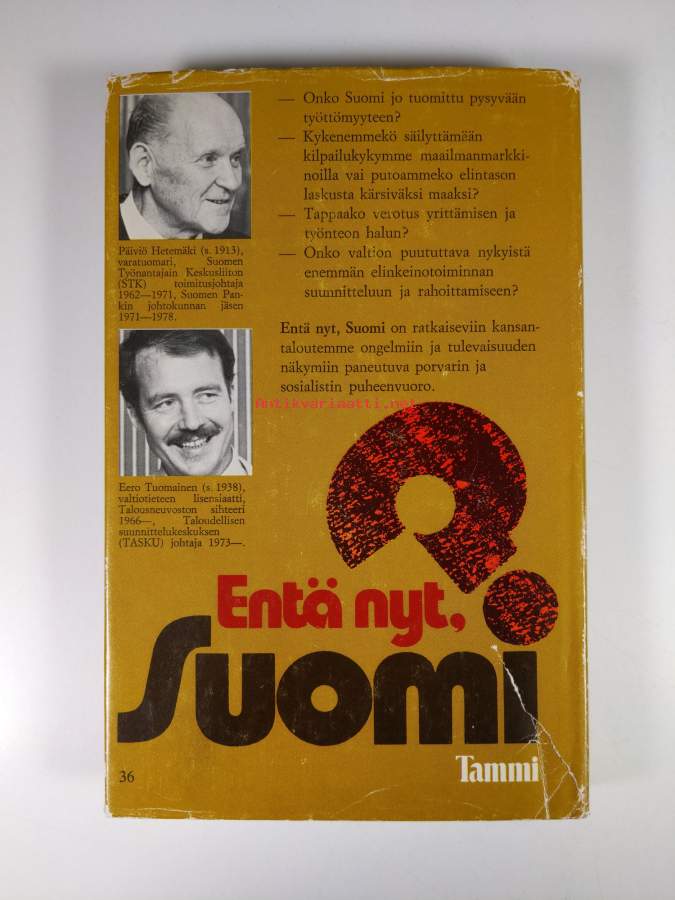 — Onko Suomi jo tuomittu pysyvään
työttömyyteen?
— Kykenemmekö säilyttämään
kilpailukykymme maailmanmarkki-
noilla vai putoammeko elintason
laskusta kärsiväksi maaksi?
— Tappaako verotus yrittämisen ja
työnteon halun?
— Onko valtion puututtava nykyistä
enemmän elinkeinotoiminnan
suunnitteluun ja rahoittamiseen?
Entä nyt, Suomi on ratkaiseviin kansan-
taloutemme ongelmiin ja tulevaisuuden
näkymiin paneutuva porvarin ja
sosialistin puheenvuoro.
Päiviö Hetemäki (s. 1913),
varatuomari, Suomen
Työnantajain Keskusliiton
(STK) toimitusjohtaja
1962—1971, Suomen Pan-
kin johtokunnan jäsen
1971—1978.
Antikvariaatti.net
Eero Tuomainen (s. 1938),
valtiotieteen lisensiaatti,
Talousneuvoston sihteeri
1966—, Taloudellisen
suunnittelukeskuksen
(TASKU) johtaja 1973—.
Entä nyt,
Suomi?
Tammi
36